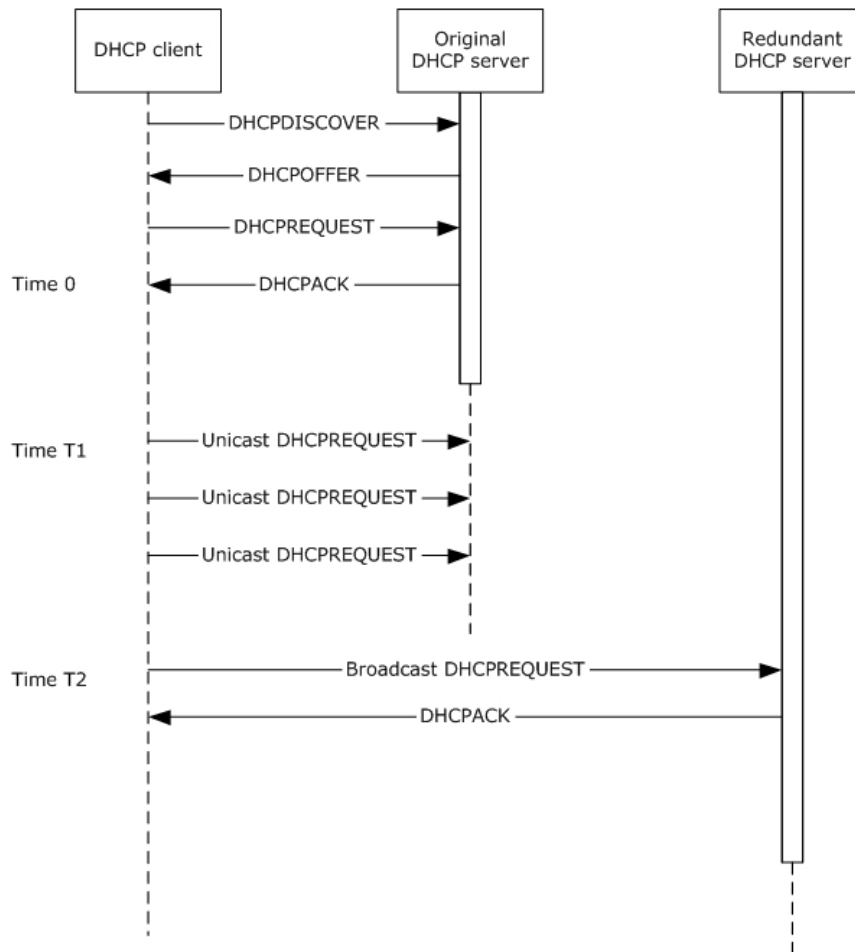 DHCP client
Original
DHCP server
Redundant
DHCP server
DHCPDISCOVER
DHCPOFFER
DHCPREQUEST
Time 0
DHCPACK
Time T1
Unicast DHCPREQUEST
Unicast DHCPREQUEST
Unicast DHCPREQUEST
Time T2
Broadcast DHCPREQUEST
DHCPACK